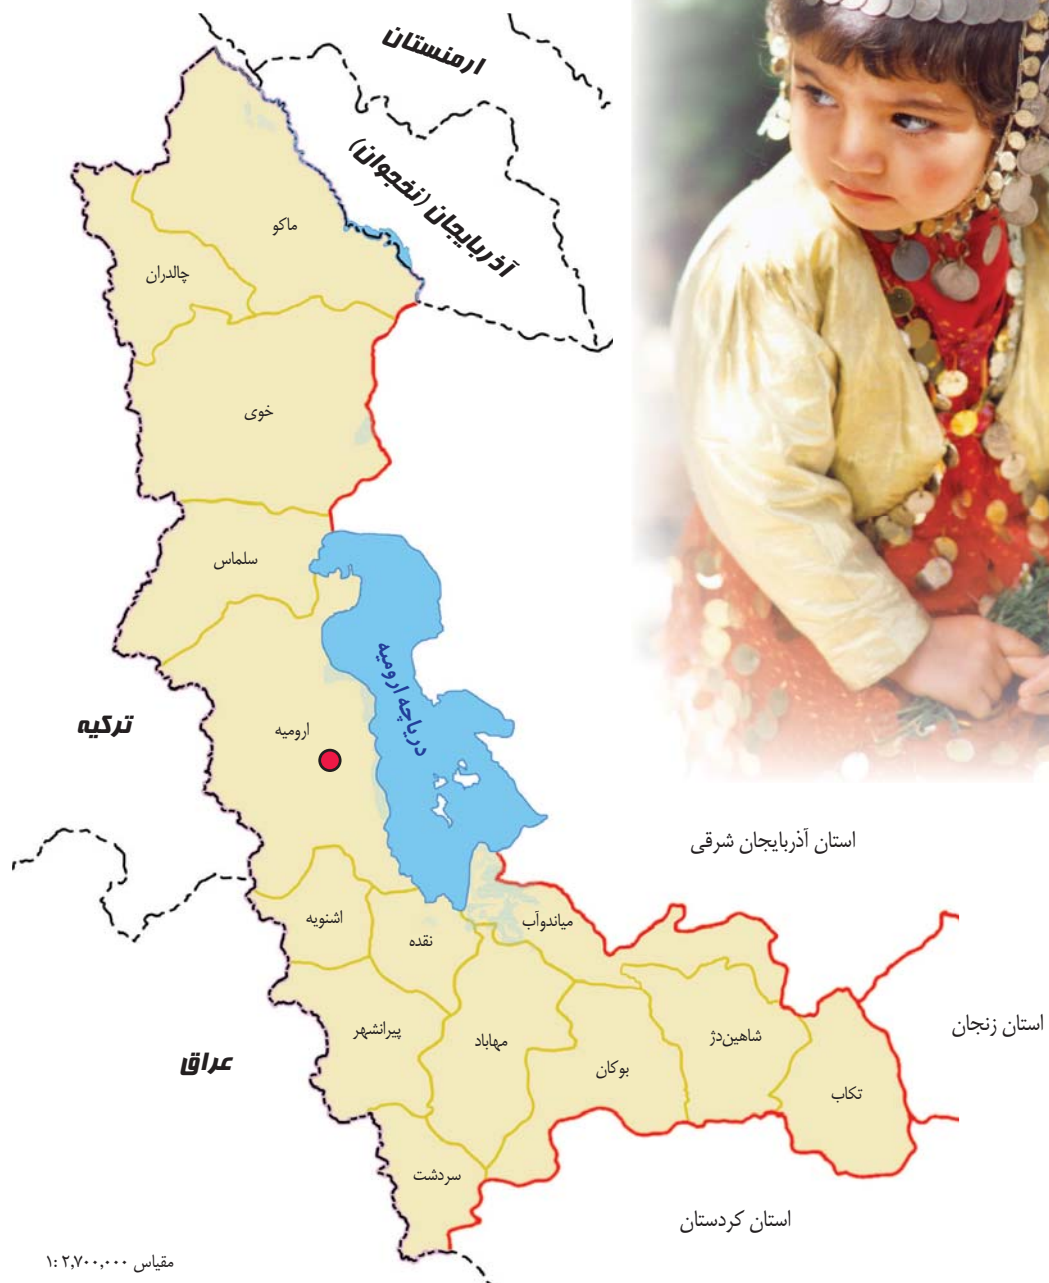 ارمنستان
آذربایجان (نخجوان)
ماکو
چالدران
خوی
سلماس
دریاچه ارومیه
ترکیه
ارومیه
استان آذربایجان شرقی
میاندوآب
اشنویه
نقده
استان زنجان
پیرانشهر
مهاباد
شاهین‌دژ
عراق
بوکان
تکاب
سردشت
استان کردستان
مقیاس ۱:۲,۷۰۰,۰۰۰